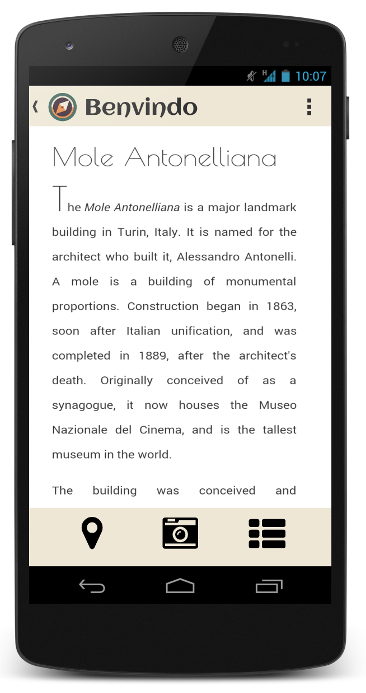 H 10:07
Benvindo
Mole Antonelliana
The Mole Antonelliana is a major landmark
building in Turin, Italy. It is named for the
architect who built it, Alessandro Antonelli.
A mole is a building of monumental
proportions. Construction began in 1863,
soon after Italian unification, and was
completed in 1889, after the architect's
death. Originally conceived of as a
synagogue, it now houses the Museo
Nazionale del Cinema, and is the tallest
museum in the world.
The building was conceived and